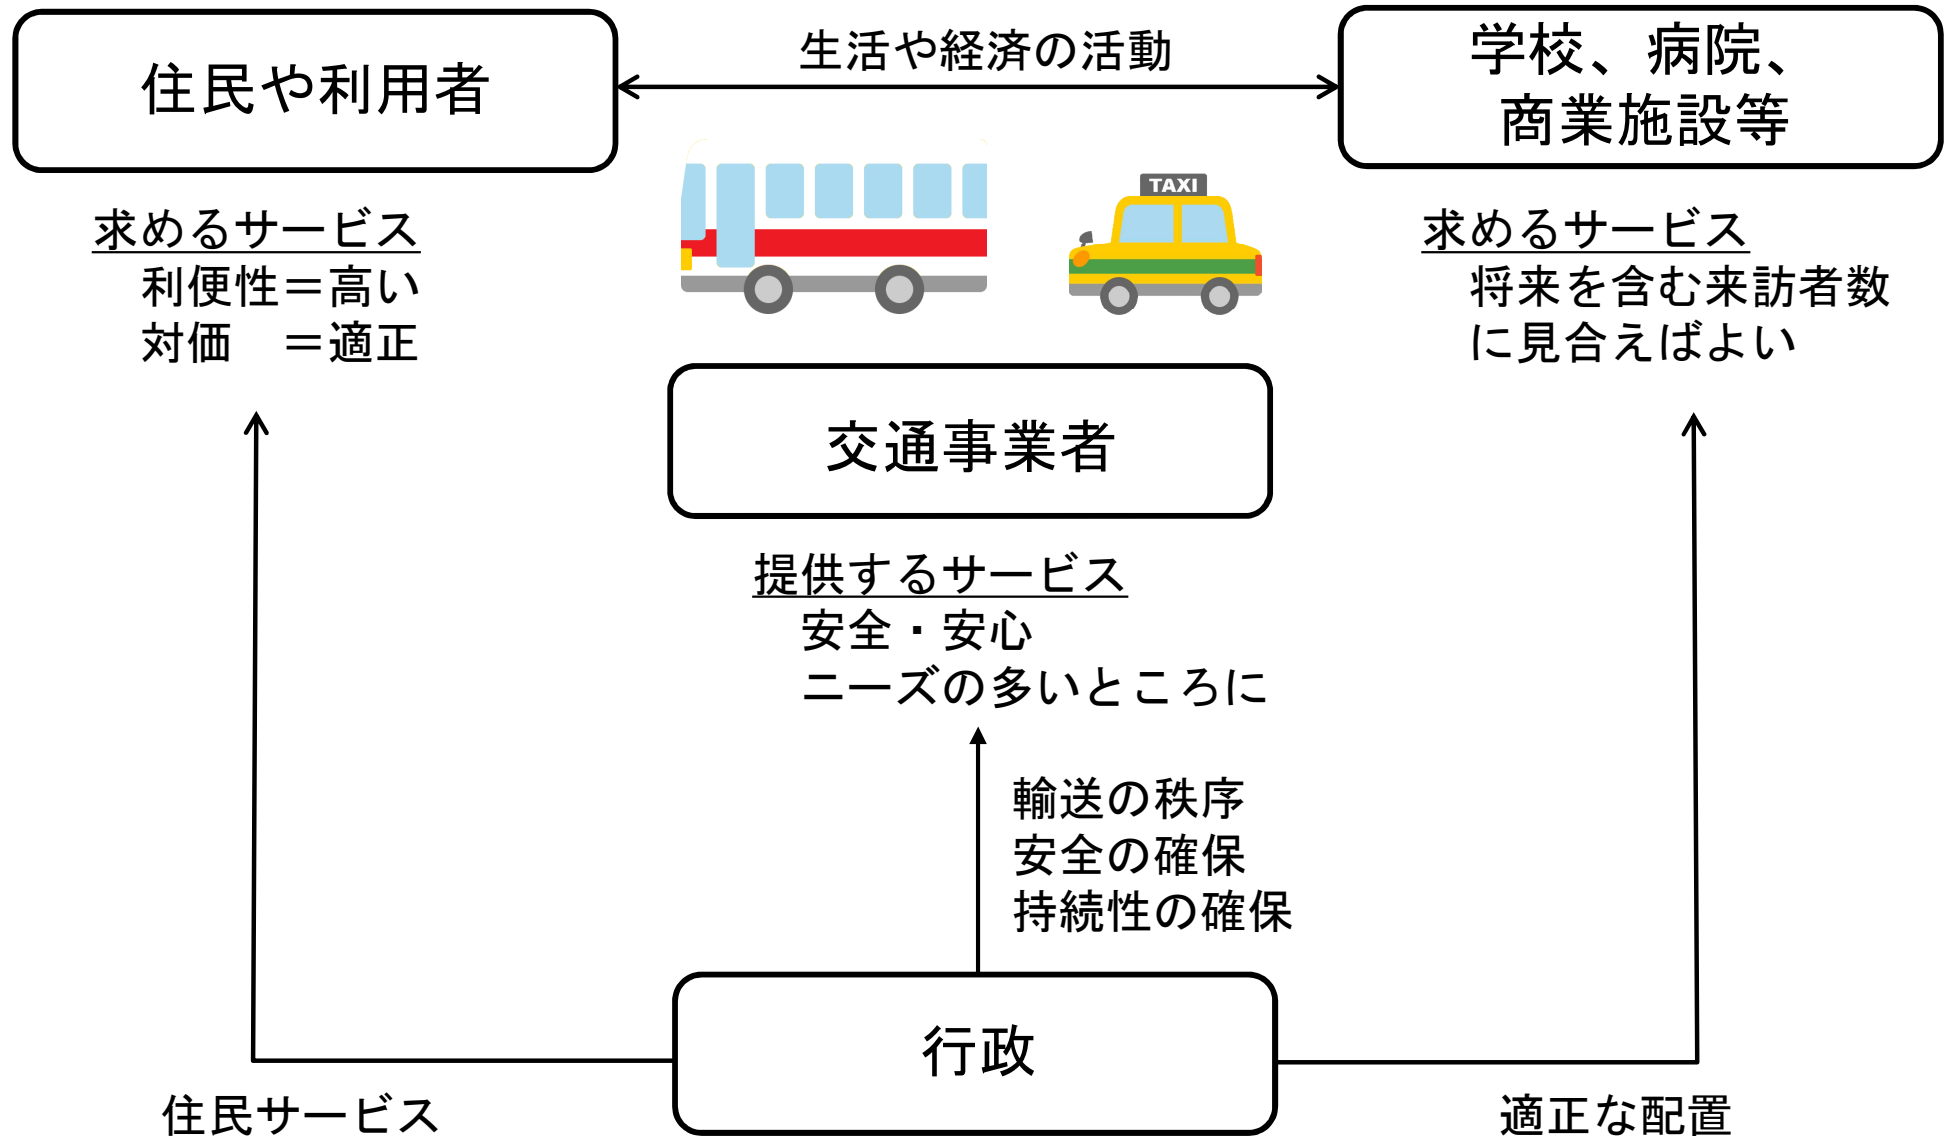 住民や利用者
生活や経済の活動
学校、病院、
商業施設等
TAXI
求めるサービス
利便性＝高い
対価　＝適正
求めるサービス
将来を含む来訪者数
に見合えばよい
交通事業者
提供するサービス
安全・安心
ニーズの多いところに
輸送の秩序
安全の確保
持続性の確保
行政
住民サービス
適正な配置